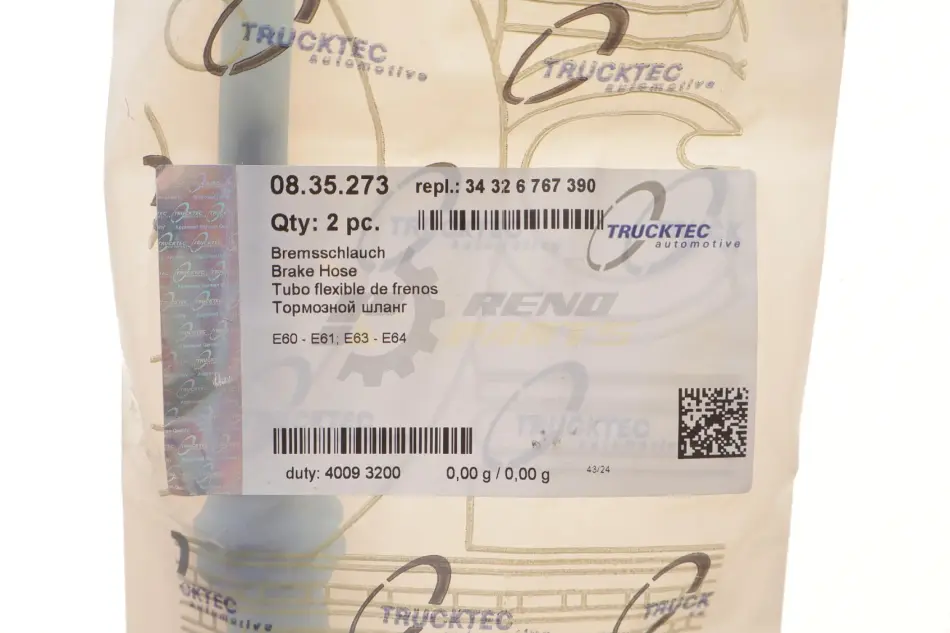 TRUCKTEC
automotive
TRUCKTEC
automotive
08.35.273 repl.: 34 32 6 767 390
Qty: 2 pc.
TRUCKTEC
automotive
Bremsschlauch
Brake Hose
Tubo flexible de frenos
Тормозной шланг
RENO
PARTS
E60 - E61; E63 - E64
TRUCKTEC
duty: 4009 3200 0,00 g / 0,00 g 43/24
TRUCKTEC
automotive
TRUCKTEC